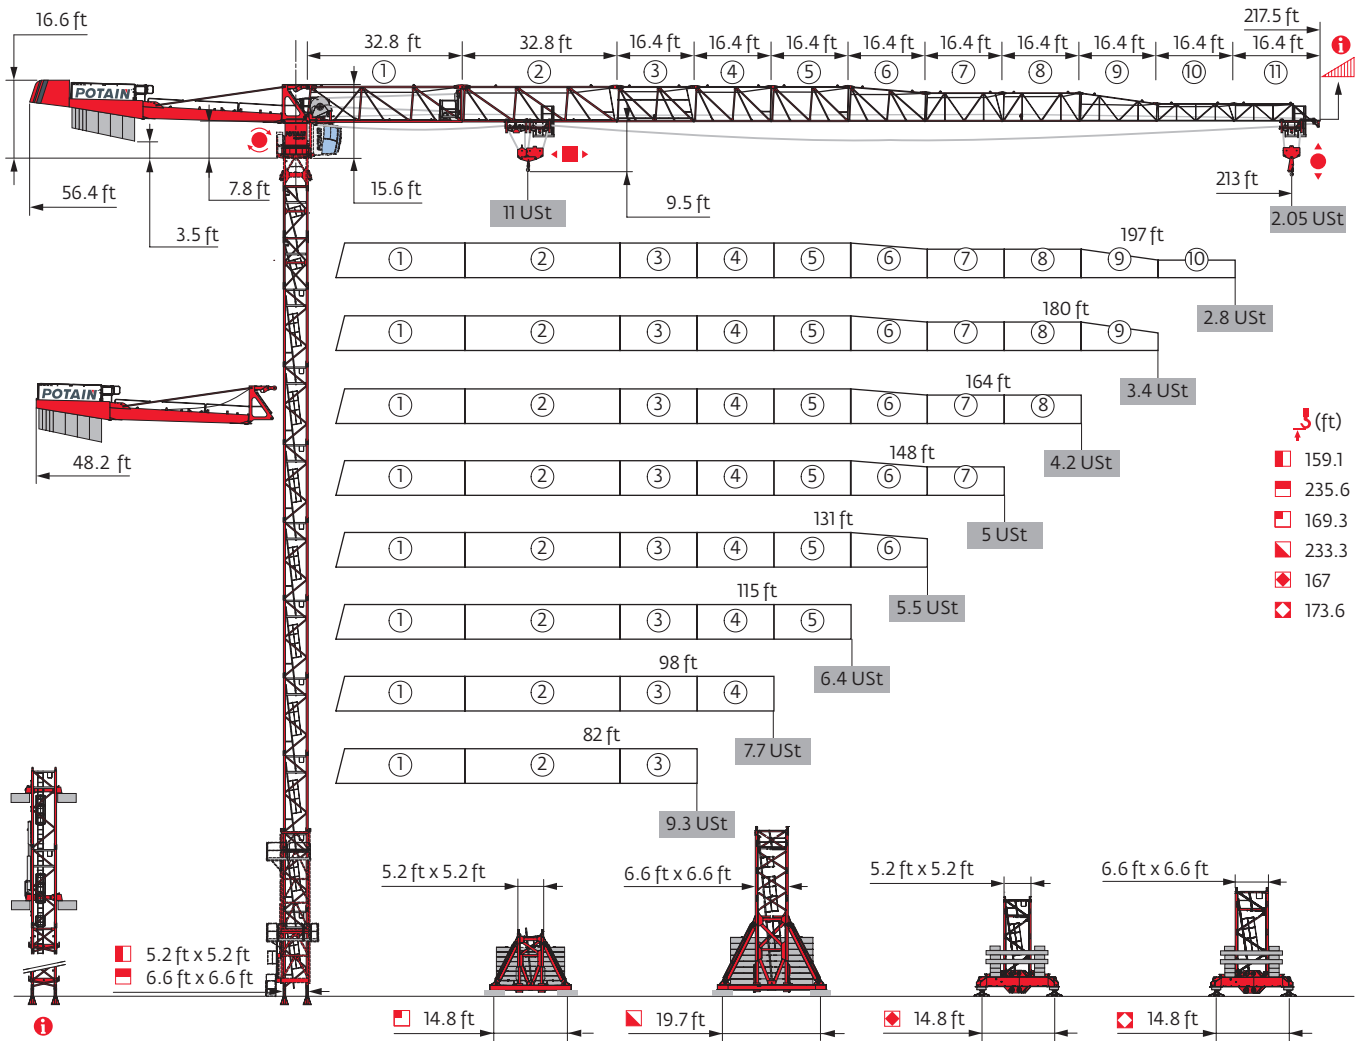 16.6 ft
217.5 ft
32.8 ft 32.8 ft 16.4 ft 16.4 ft 16.4 ft 16.4 ft 16.4 ft 16.4 ft 16.4 ft 16.4 ft 16.4 ft
i
① ② ③ ④ ⑤ ⑥ ⑦ ⑧ ⑨ ⑩ ⑪
POTAIN
56.4 ft
7.8 ft
15.6 ft
3.5 ft
9.5 ft
11 USt
213 ft
2.05 USt
197 ft
① ② ③ ④ ⑤ ⑥ ⑦ ⑧ ⑨ ⑩
2.8 USt
180 ft
① ② ③ ④ ⑤ ⑥ ⑦ ⑧ ⑨
3.4 USt
POTAIN
48.2 ft
164 ft
① ② ③ ④ ⑤ ⑥ ⑦ ⑧
4.2 USt
148 ft
① ② ③ ④ ⑤ ⑥ ⑦
5 USt
131 ft
① ② ③ ④ ⑤ ⑥
5.5 USt
115 ft
① ② ③ ④ ⑤
6.4 USt
98 ft
① ② ③ ④
7.7 USt
82 ft
① ② ③
9.3 USt
(ft)
159.1
235.6
169.3
233.3
167
173.6
5.2 ft x 5.2 ft
6.6 ft x 6.6 ft
i
5.2 ft x 5.2 ft
14.8 ft
6.6 ft x 6.6 ft
19.7 ft
5.2 ft x 5.2 ft
14.8 ft
6.6 ft x 6.6 ft
14.8 ft